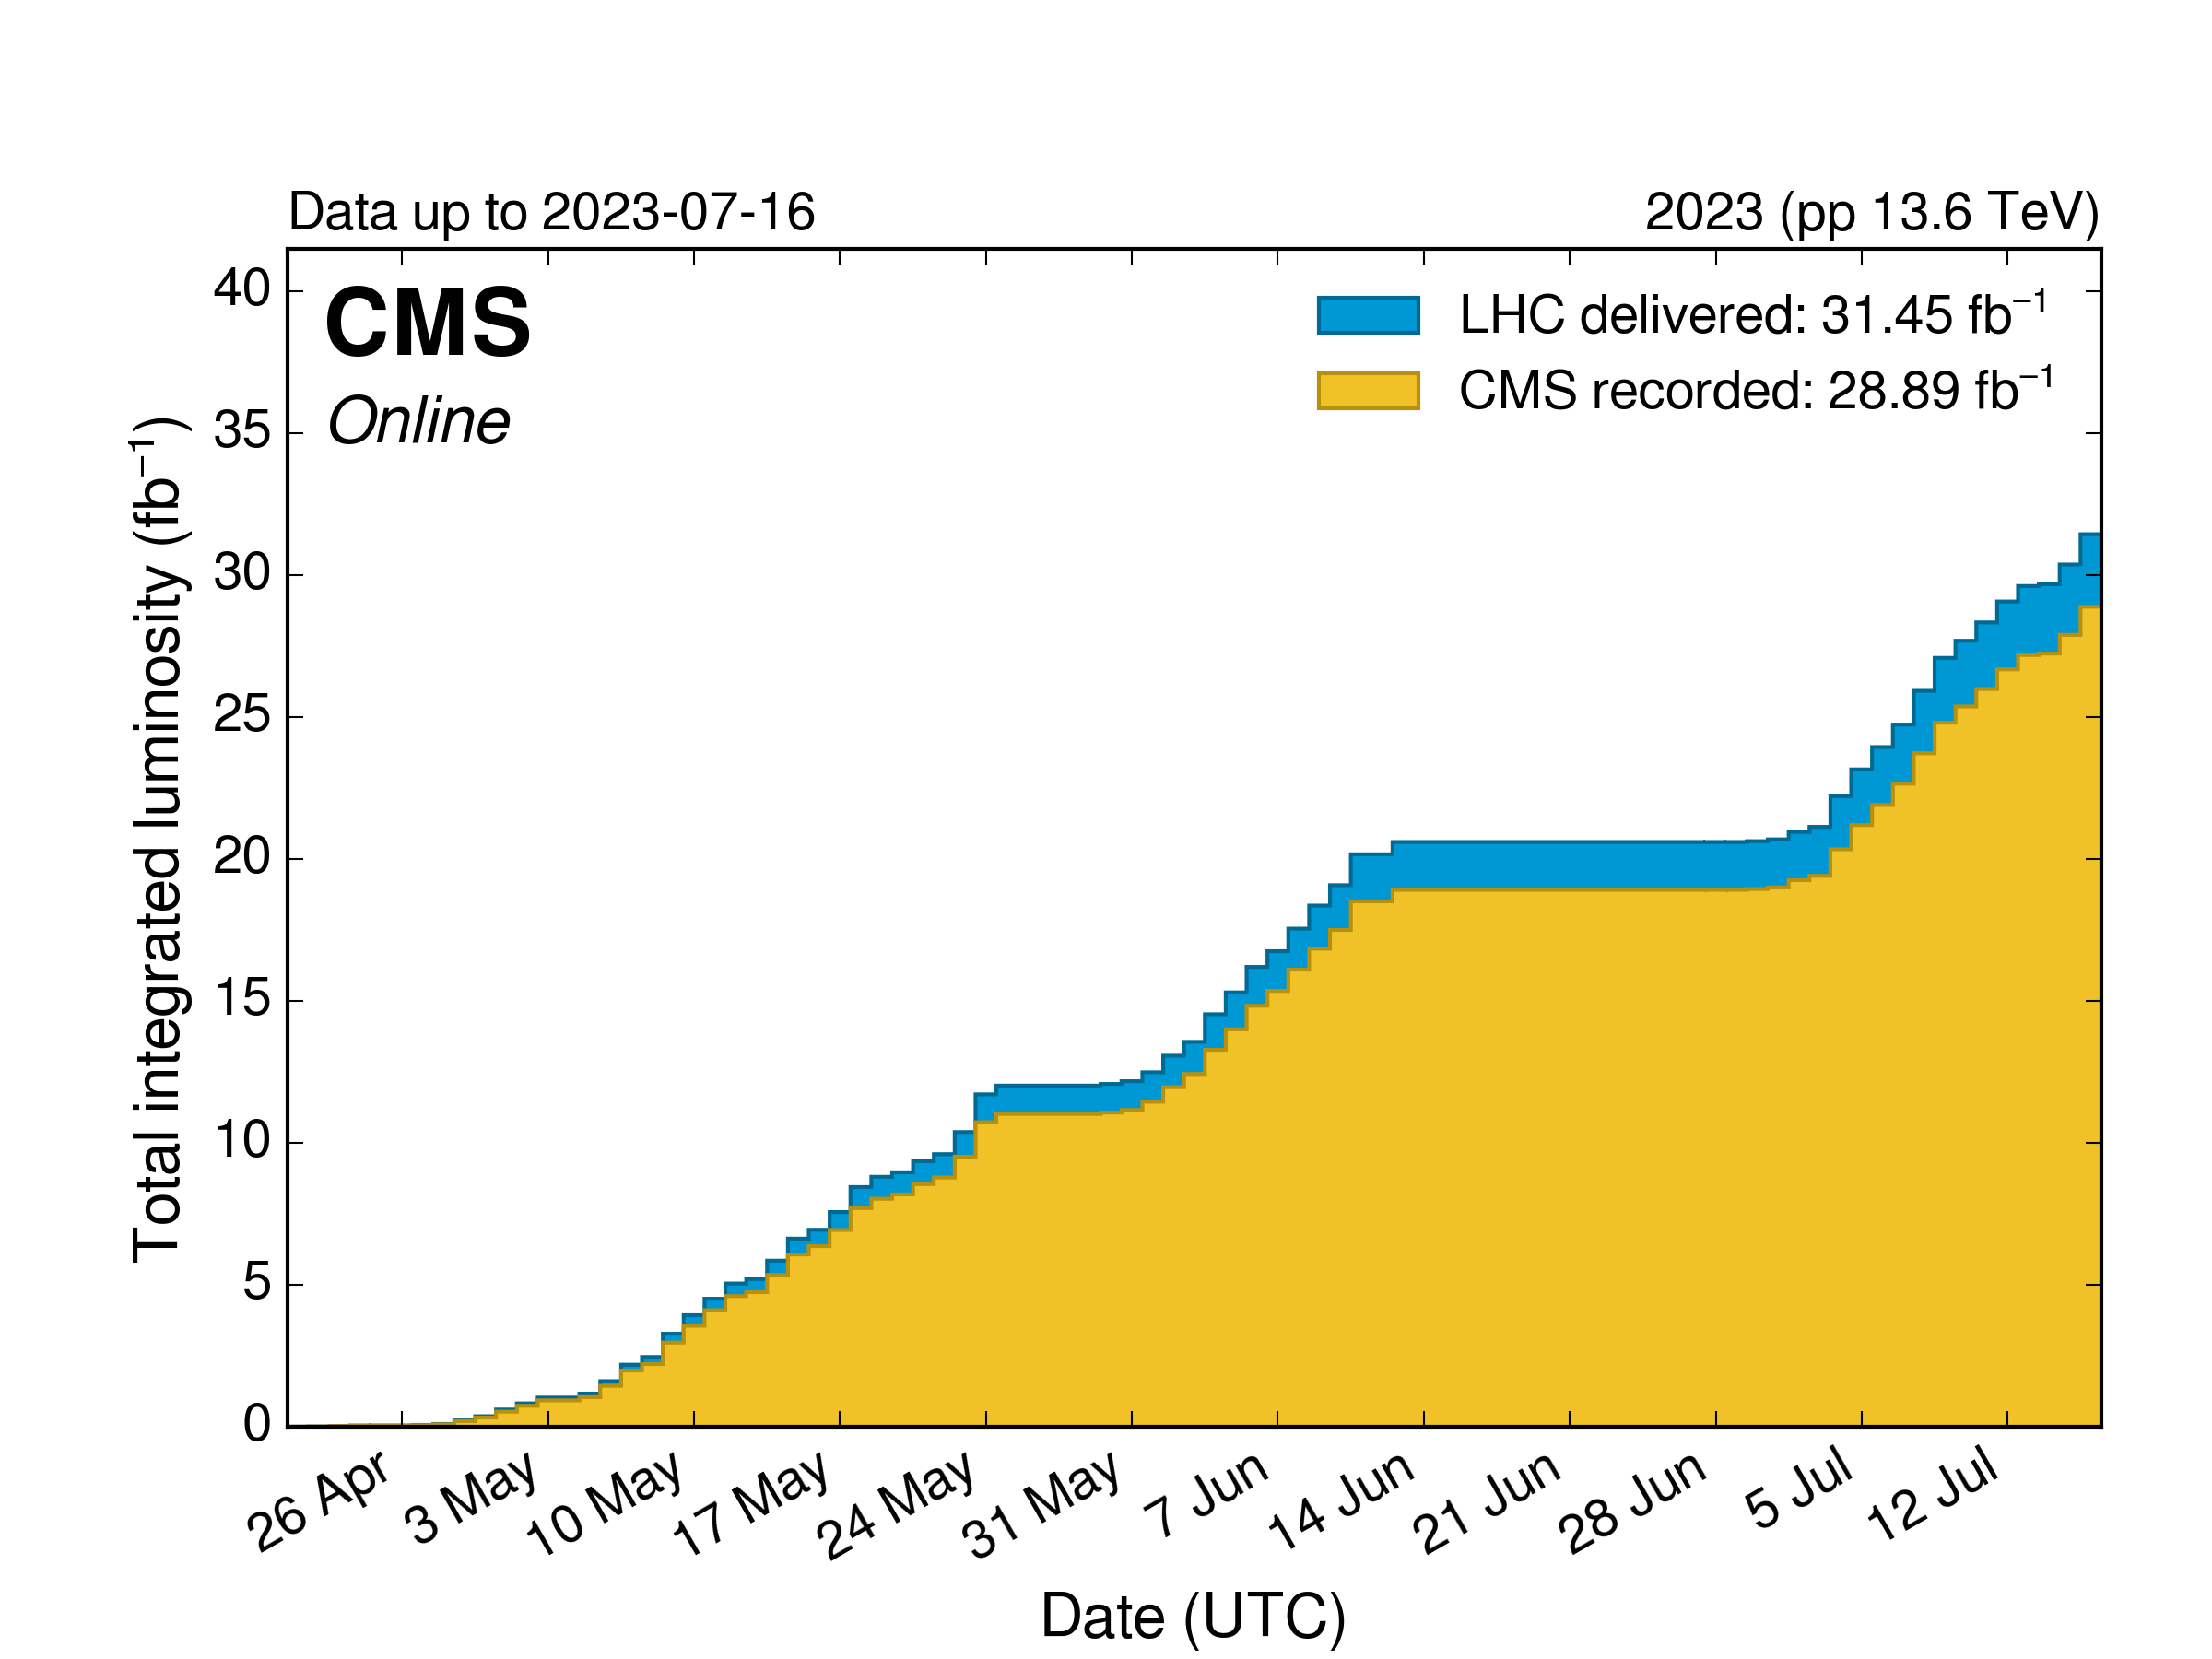 Data up to 2023-07-16
2023 (pp 13.6 TeV)
CMS
Online
LHC delivered: 31.45 fb⁻¹
CMS recorded: 28.89 fb⁻¹
Total integrated luminosity (fb⁻¹)
40
35
30
25
20
15
10
5
0
26 Apr
3 May
10 May
17 May
24 May
31 May
7 Jun
14 Jun
21 Jun
28 Jun
5 Jul
12 Jul
Date (UTC)